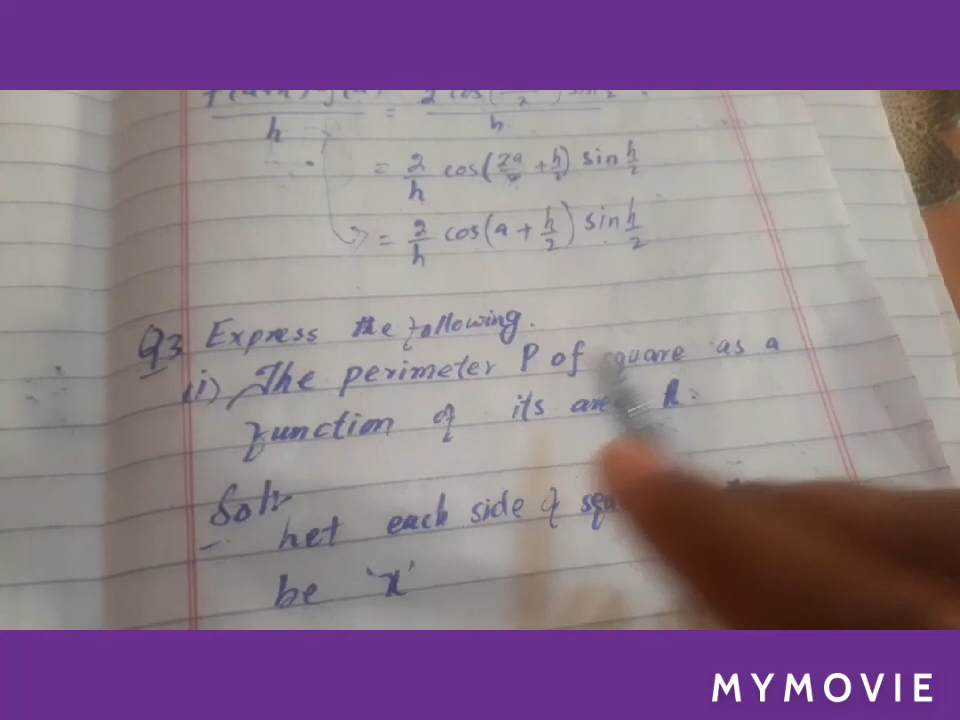 h = h
= 2/h cos(2a/2 + h/2) sin h/2
= 2/h cos(a + h/2) sin h/2
Q3 Express the following.
(i) The perimeter P of square as a
function of its
Sol:
Let each side of
be 'x'
MYMOVIE